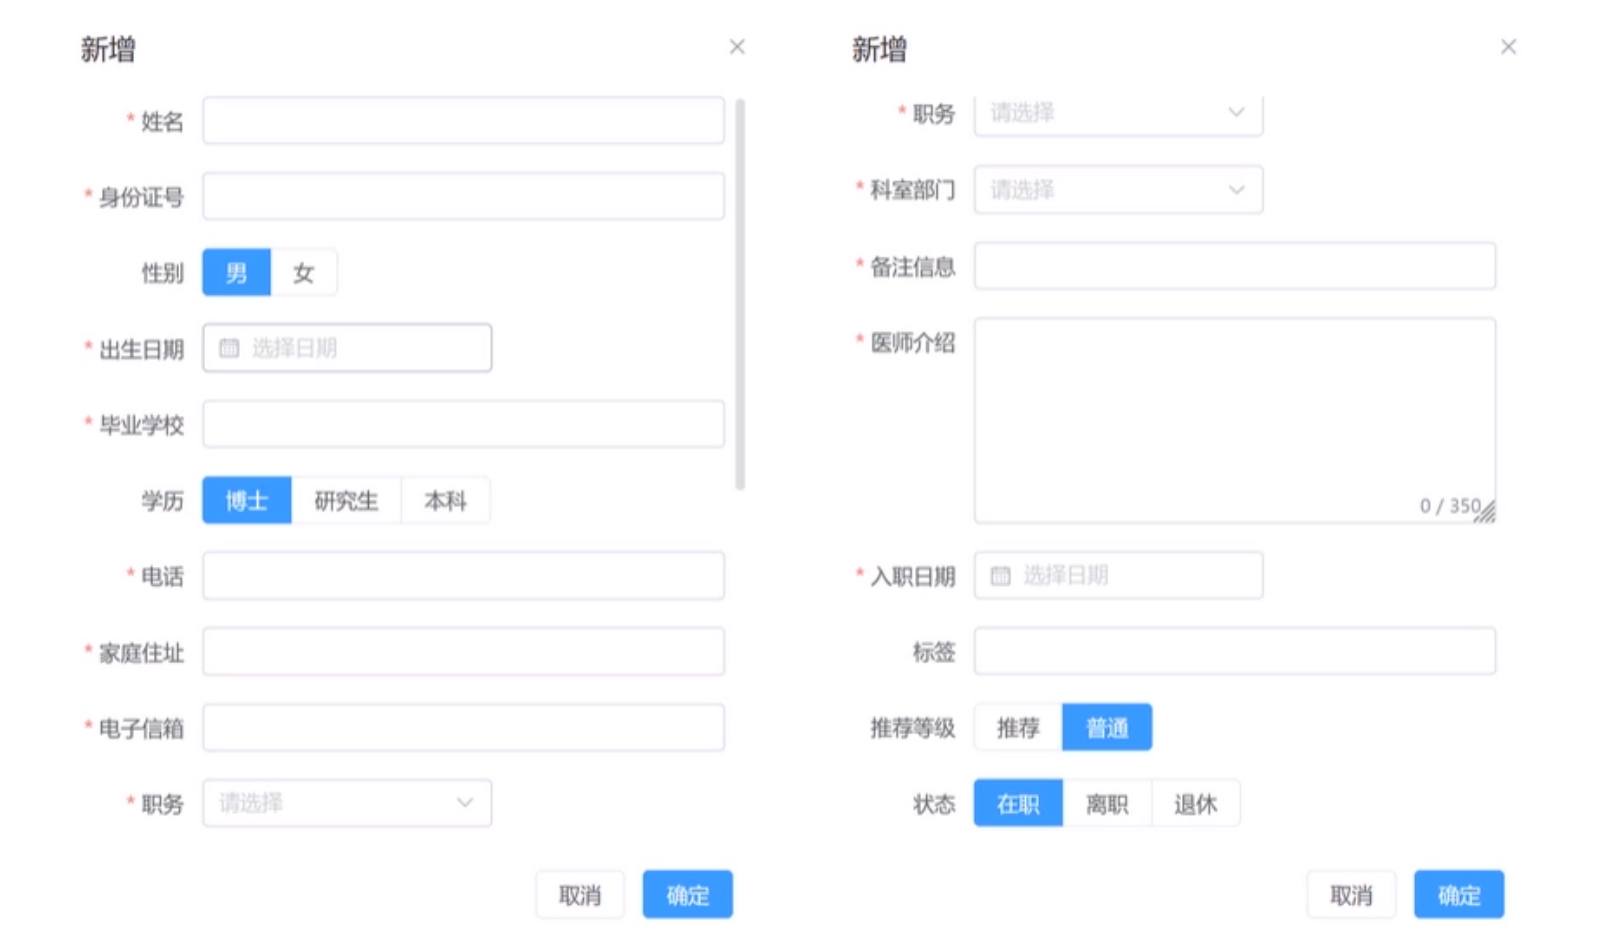 新增
* 姓名
* 身份证号
性别 男 女
* 出生日期 选择日期
* 毕业学校
学历 博士 研究生 本科
* 电话
* 家庭住址
* 电子信箱
* 职务 请选择
取消 确定
新增
* 职务 请选择
* 科室部门 请选择
* 备注信息
* 医师介绍
0 / 350
* 入职日期 选择日期
标签
推荐等级 推荐 普通
状态 在职 离职 退休
取消 确定